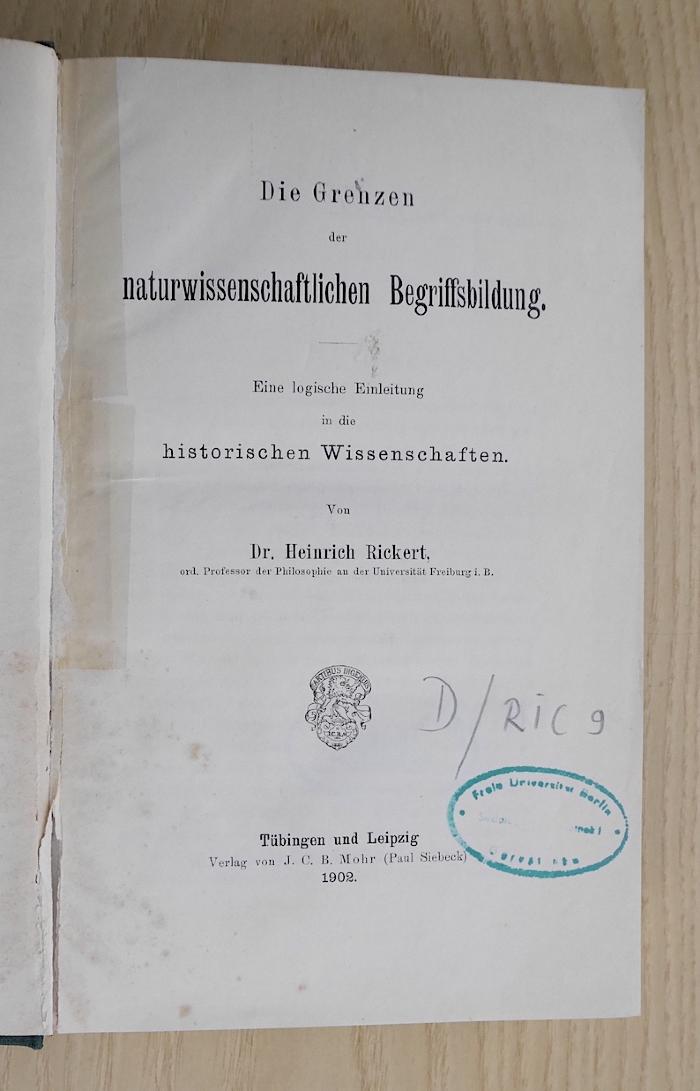 Die Grenzen
der
naturwissenschaftlichen Begriffsbildung.
Eine logische Einleitung
in die
historischen Wissenschaften.
Von
Dr. Heinrich Rickert,
ord. Professor der Philosophie an der Universität Freiburg i. B.
ARTIBUS INGENUIS
D/RIC 9
Freie Universität Berlin
Tübingen und Leipzig
Verlag von J. C. B. Mohr (Paul Siebeck)
1902.